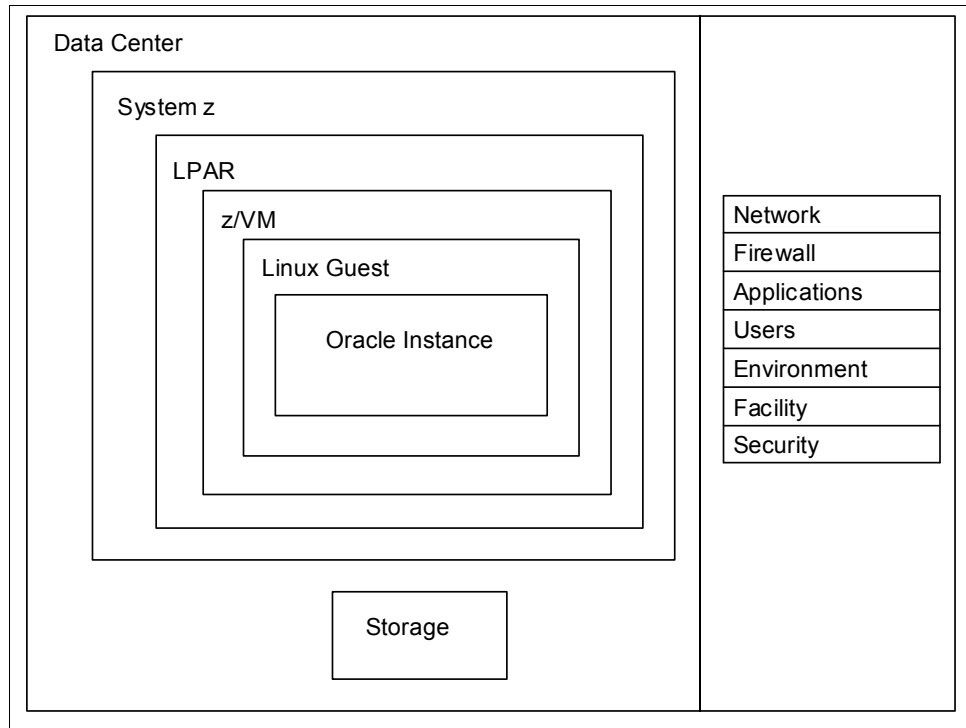 Data Center
System z
LPAR
z/VM
Linux Guest
Oracle Instance
Storage
Network
Firewall
Applications
Users
Environment
Facility
Security